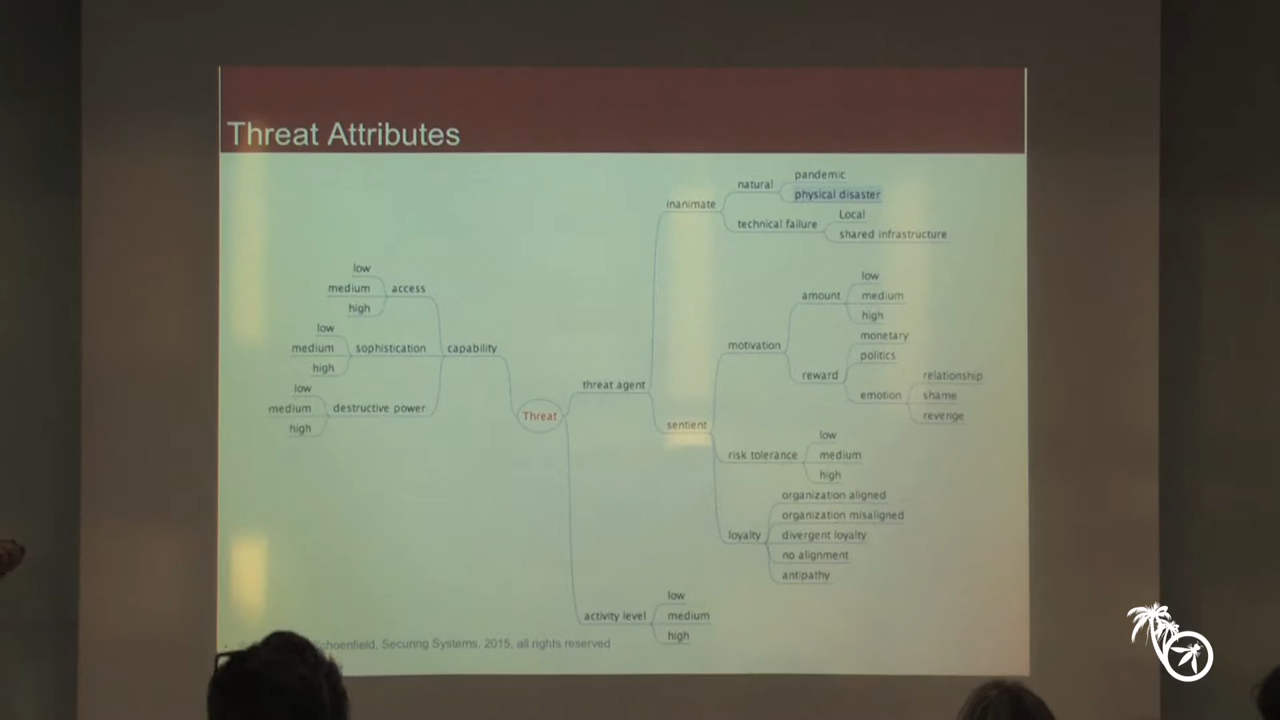 Threat Attributes
pandemic
natural
physical disaster
inanimate
Local
technical failure
shared infrastructure
low
medium
high
access
low
medium
high
sophistication
low
medium
high
destructive power
capability
Threat
threat agent
sentient
motivation
amount
low
medium
high
reward
monetary
politics
emotion
relationship
shame
revenge
risk tolerance
low
medium
high
loyalty
organization aligned
organization misaligned
divergent loyalty
no alignment
antipathy
activity level
low
medium
high
Securing Systems, 2015, all rights reserved